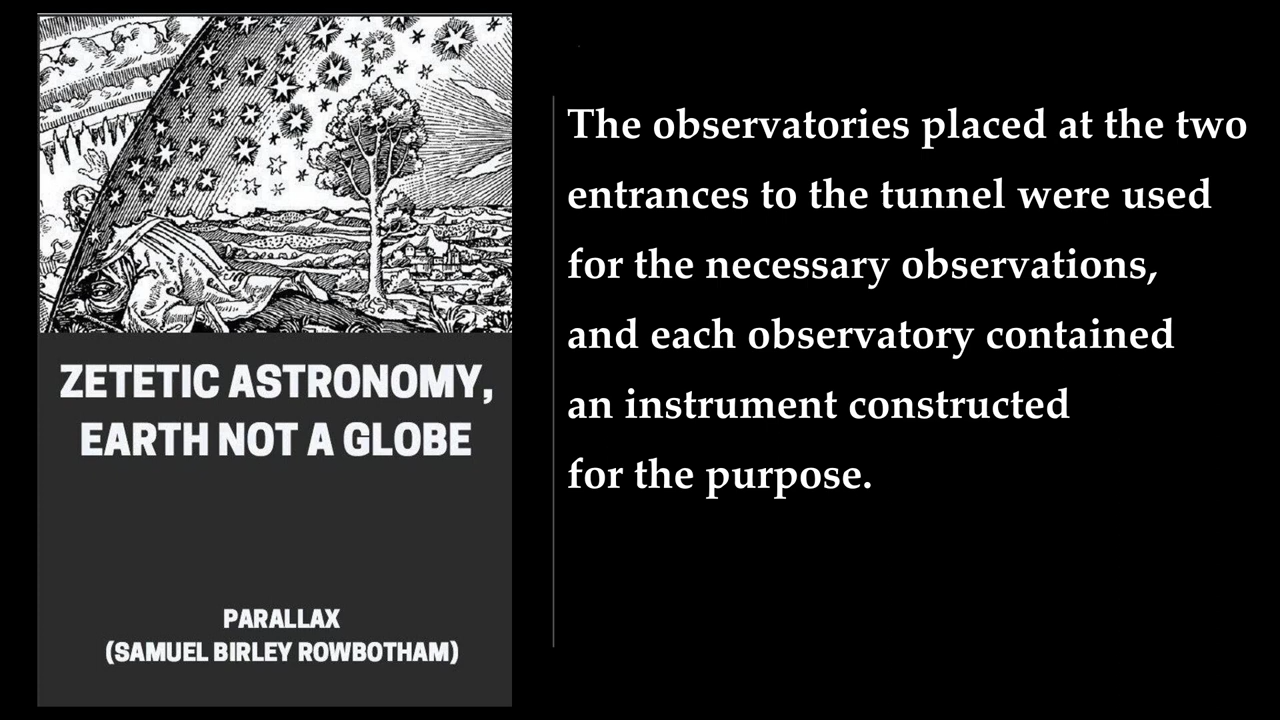 ZETETIC ASTRONOMY,
EARTH NOT A GLOBE
PARALLAX
(SAMUEL BIRLEY ROWBOTHAM)
The observatories placed at the two
entrances to the tunnel were used
for the necessary observations,
and each observatory contained
an instrument constructed
for the purpose.